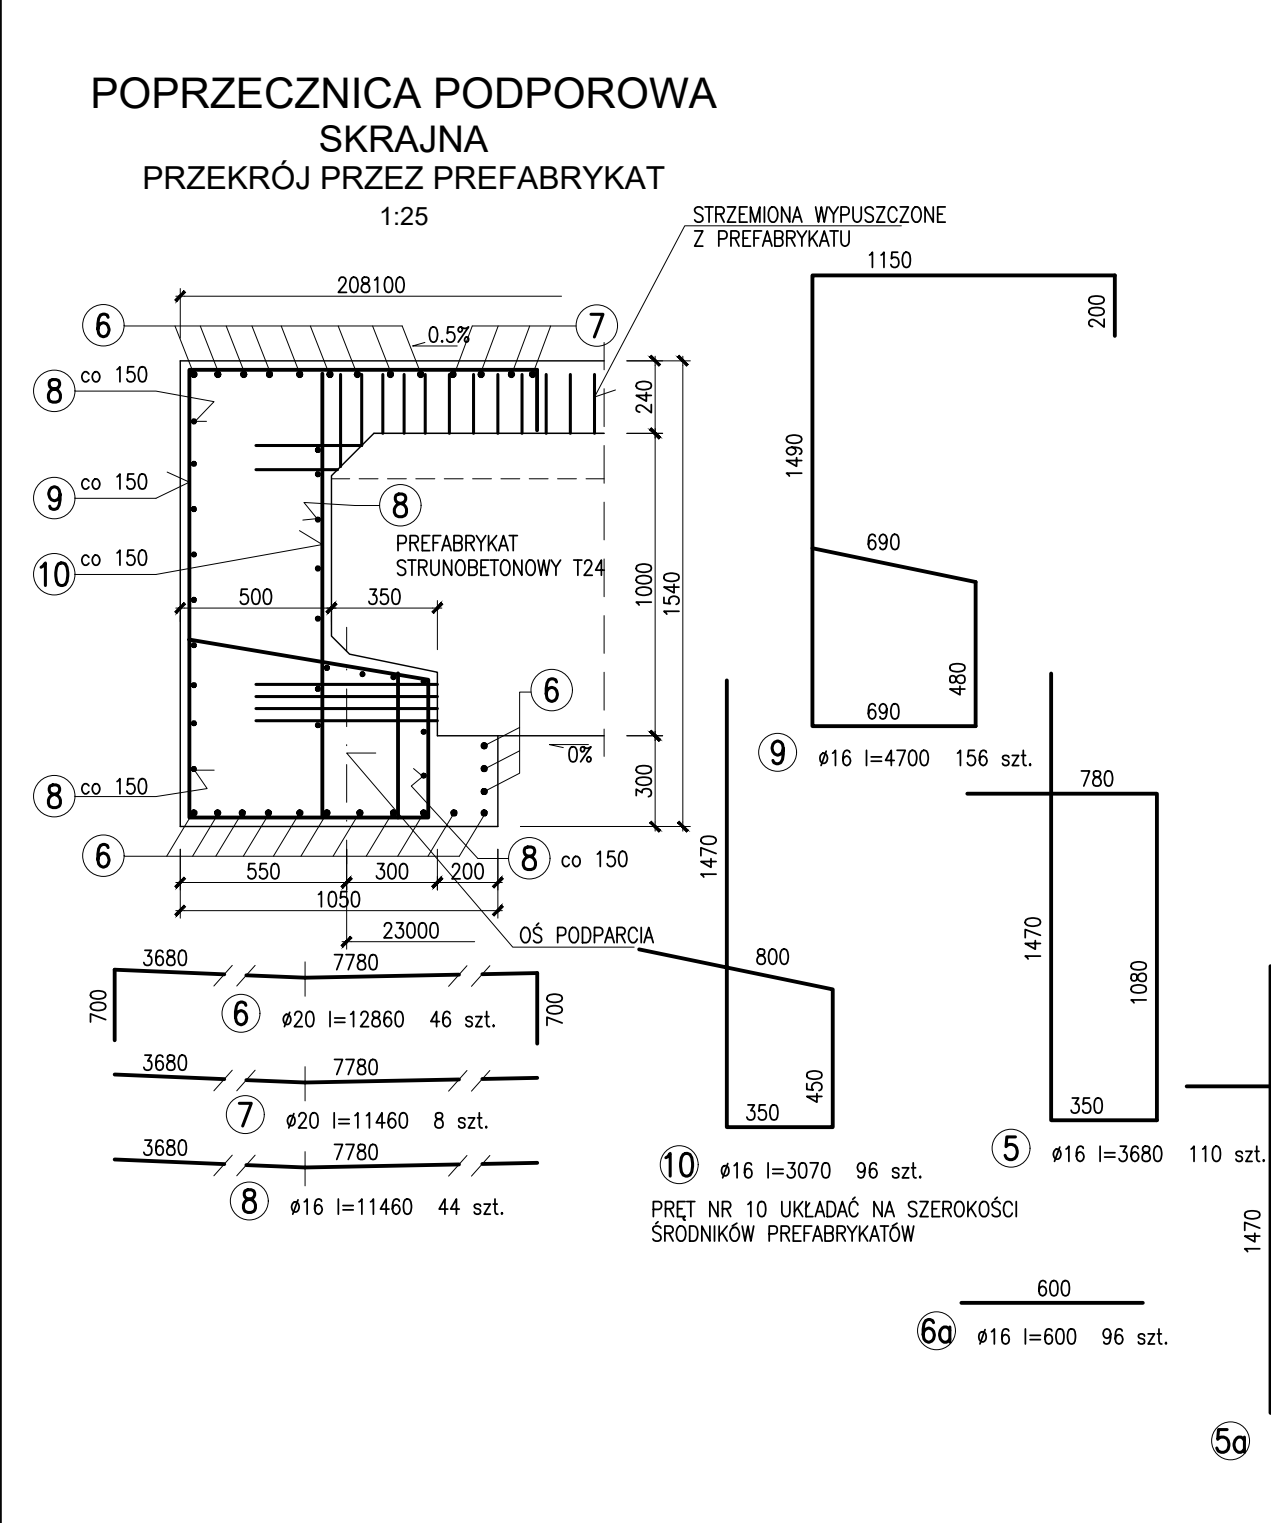 POPRZECZNICA PODPOROWA
SKRAJNA
PRZEKRÓJ PRZEZ PREFABRYKAT
1:25
STRZEMIONA WYPUSZCZONE
Z PREFABRYKATU
208100
6
0.5%
7
8 co 150
9 co 150
10 co 150
8
PREFABRYKAT
STRUNOBETONOWY T24
500
350
240
1000
1540
300
6
0%
8 co 150
6
8 co 150
550
300
200
1050
23000
OŚ PODPARCIA
1150
200
1490
690
480
690
9 ø16 l=4700 156 szt.
3680
7780
700
700
6 ø20 l=12860 46 szt.
3680
7780
7 ø20 l=11460 8 szt.
3680
7780
8 ø16 l=11460 44 szt.
1470
800
450
350
10 ø16 l=3070 96 szt.
PRĘT NR 10 UKŁADAĆ NA SZEROKOŚCI
ŚRODNIKÓW PREFABRYKATÓW
780
1470
1080
350
5 ø16 l=3680 110 szt.
1470
600
6a ø16 l=600 96 szt.
5a